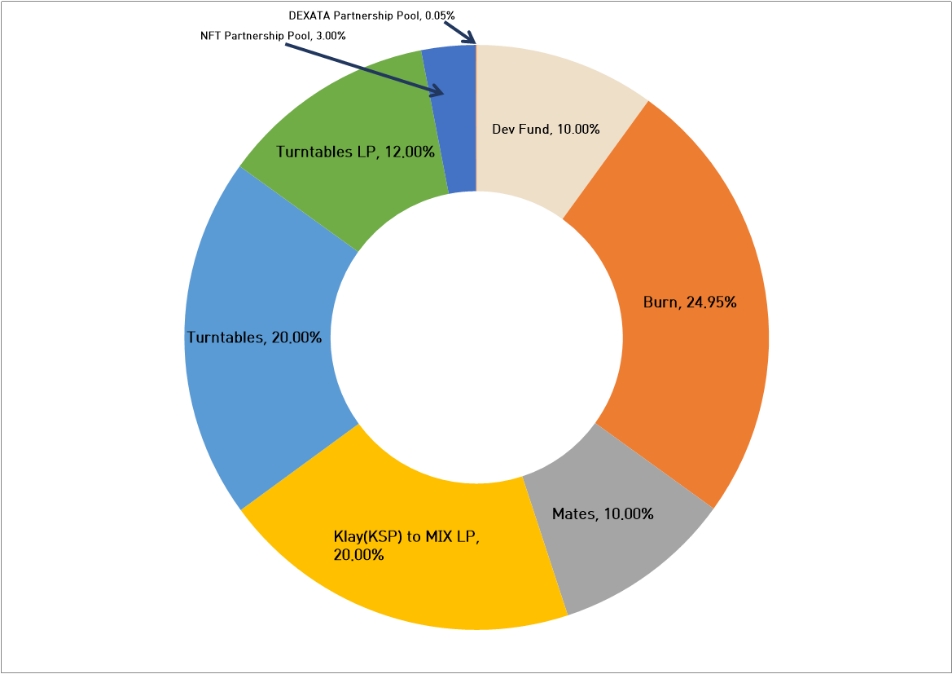 DEXATA Partnership Pool, 0.05%
NFT Partnership Pool, 3.00%
Dev Fund, 10.00%
Turntables LP, 12.00%
Burn, 24.95%
Turntables, 20.00%
Mates, 10.00%
Klay(KSP) to MIX LP,
20.00%